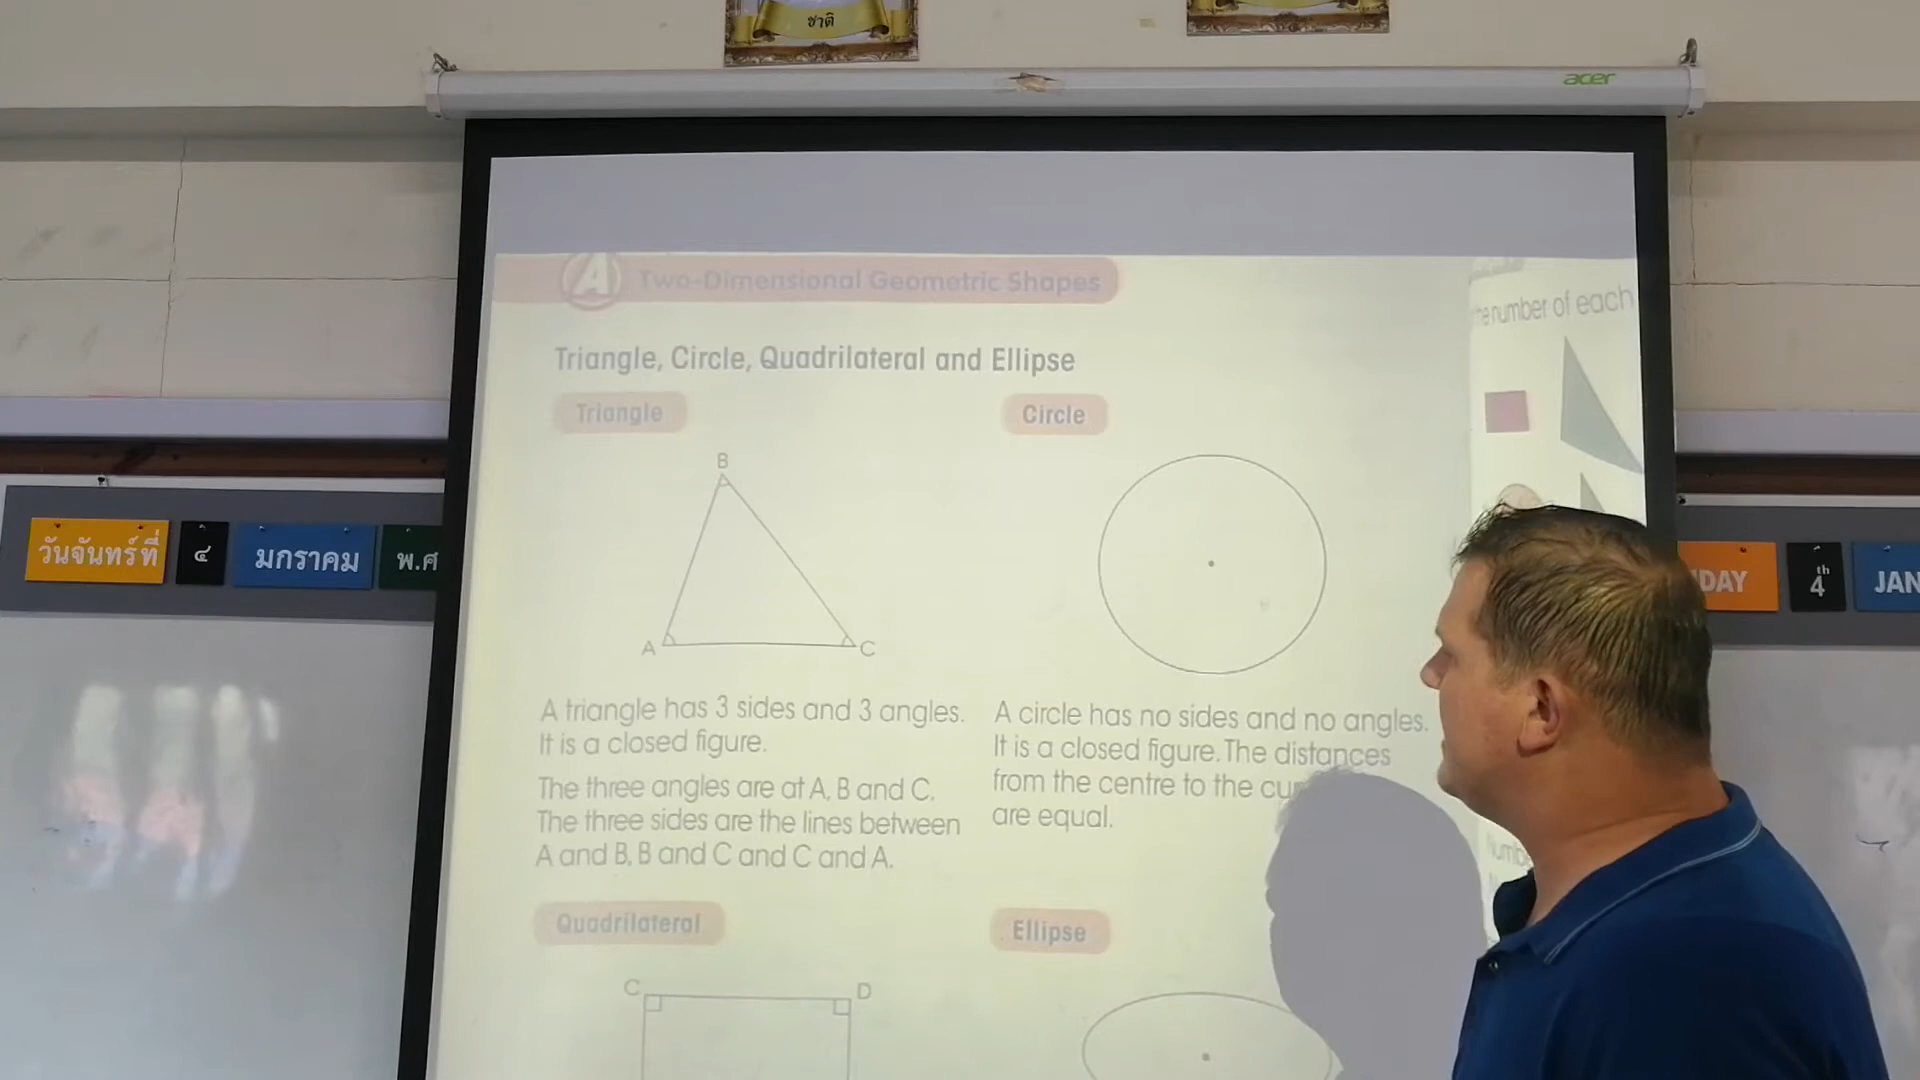 ชาติ
acer
A Two-Dimensional Geometric Shapes
the number of each
Triangle, Circle, Quadrilateral and Ellipse
Triangle
Circle
B
A
C
A triangle has 3 sides and 3 angles.
It is a closed figure.
The three angles are at A, B and C.
The three sides are the lines between
A and B, B and C and C and A.
A circle has no sides and no angles.
It is a closed figure. The distances
from the centre to the cur
are equal.
Numbe
Quadrilateral
Ellipse
C
D
วันจันทร์ที่ ๔ มกราคม พ.ศ
DAY 4th JAN